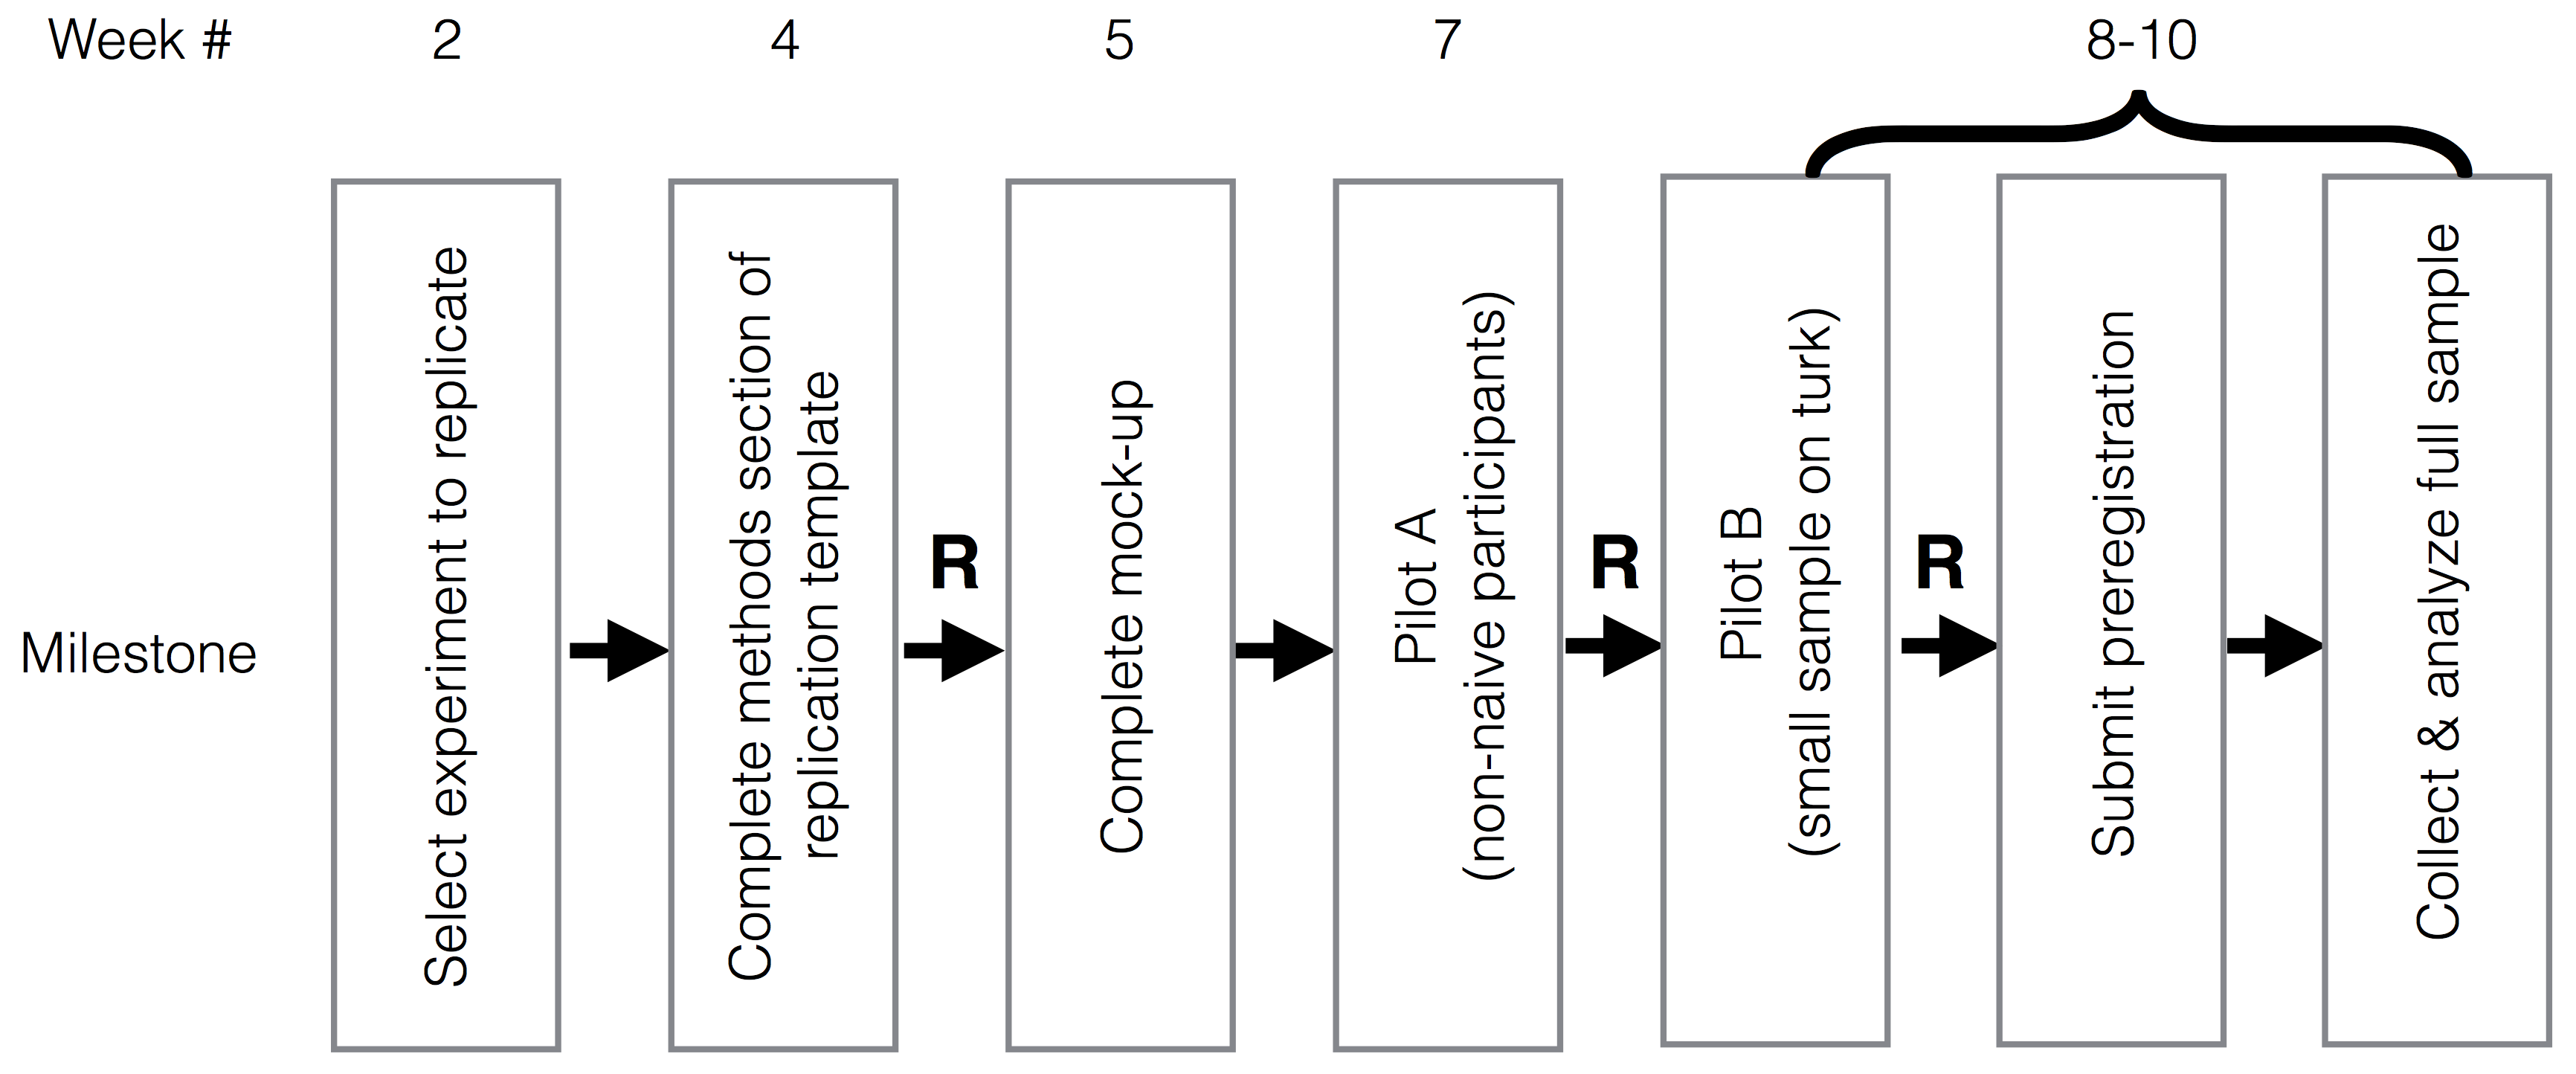 Week #
2
4
5
7
8-10
Milestone
Select experiment to replicate
Complete methods section of
replication template
R
Complete mock-up
Pilot A
(non-naive participants)
R
Pilot B
(small sample on turk)
R
Submit preregistration
Collect & analyze full sample